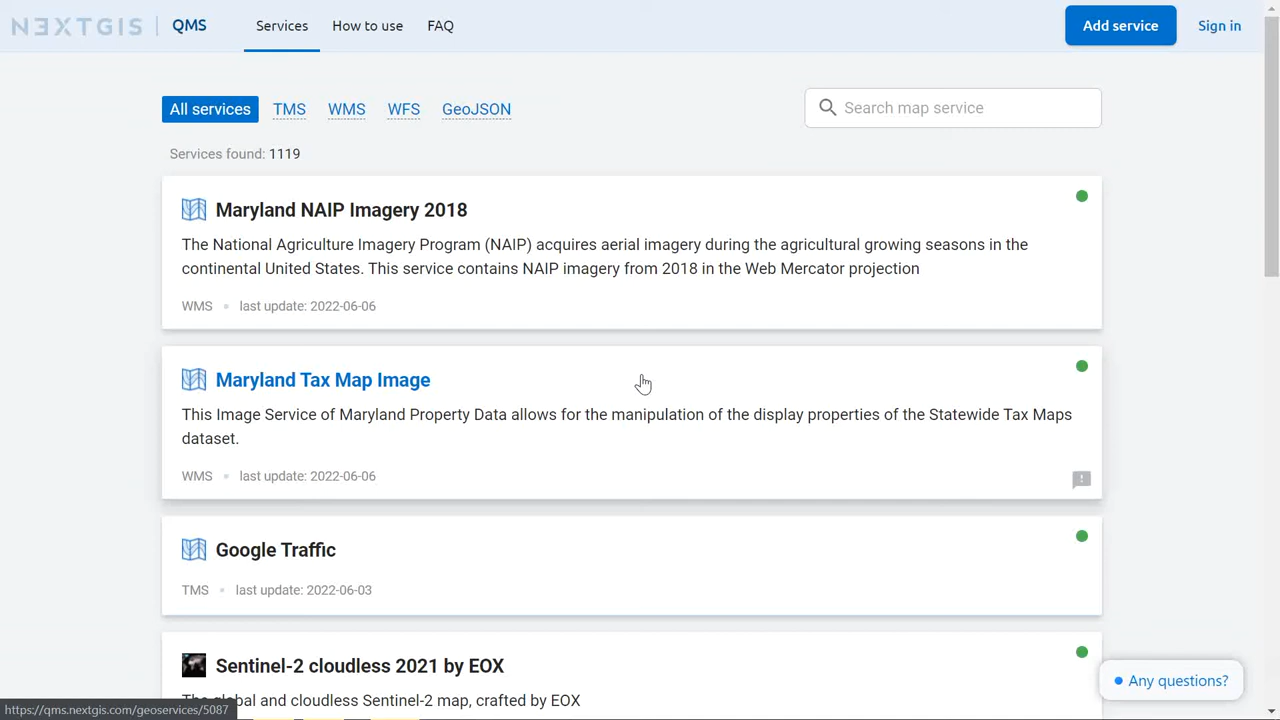 NEXTGIS QMS Services How to use FAQ Add service Sign in
All services TMS WMS WFS GeoJSON Search map service
Services found: 1119
Maryland NAIP Imagery 2018
The National Agriculture Imagery Program (NAIP) acquires aerial imagery during the agricultural growing seasons in the
continental United States. This service contains NAIP imagery from 2018 in the Web Mercator projection
WMS last update: 2022-06-06
Maryland Tax Map Image
This Image Service of Maryland Property Data allows for the manipulation of the display properties of the Statewide Tax Maps
dataset.
WMS last update: 2022-06-06
Google Traffic
TMS last update: 2022-06-03
Sentinel-2 cloudless 2021 by EOX
The global and cloudless Sentinel-2 map, crafted by EOX
Any questions?
https://qms.nextgis.com/geoservices/5087